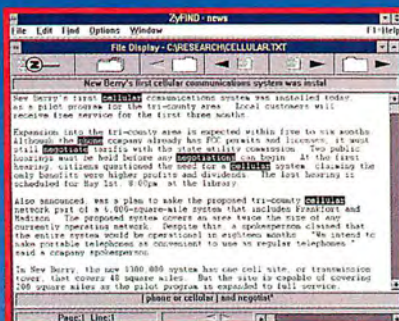 ZyFIND - news
File Edit Find Options Window F1=Help
File Display - C:\RESEARCH\CELLULAR.TXT
New Berry's first cellular communications system was instal
New Berry's first cellular communications system was installed today,
as a pilot program for the tri-county area. Local customers will
receive free service for the first three months.
Expansion into the tri-county area is expected within five to six months.
Although the phone company already has FCC permits and licenses, it must
still negotiate with the state utility commission. Two public
hearings must be held before any negotiations can begin. At the first
hearing, citizens questioned the need for a cellular system claiming the
only benefits were higher profits and dividends. The last hearing is
scheduled for May 1st, 8:00pm at the library.
Also announced, was a plan to make the proposed tri-county cellular
network part of a 6,000-square-mile system that includes Frankfort and
Madison. The proposed system covers an area twice the size of any
currently operating network. Despite this, a spokesperson claimed that
the entire system would be operational in eighteen months. "We intend to
make portable telephones as convenient to use as regular telephones,"
said a company spokesperson.
In New Berry, the new $300,000 system has one cell site, or transmission
tower, that covers 48 square miles. But the site is capable of covering
200 square miles as the pilot program is expanded to full service.
{ phone or cellular } and negotiat*
Page:1 Line:1